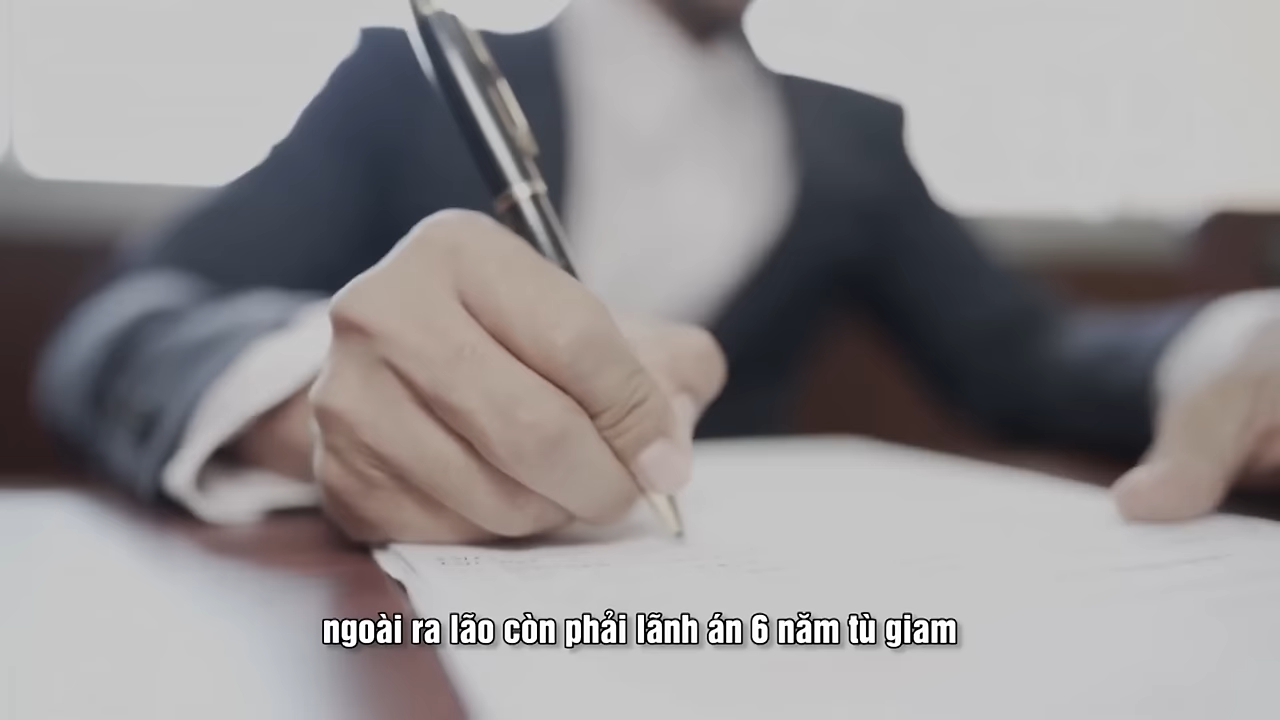 ngoài ra lão còn phải lãnh án 6 năm tù giam